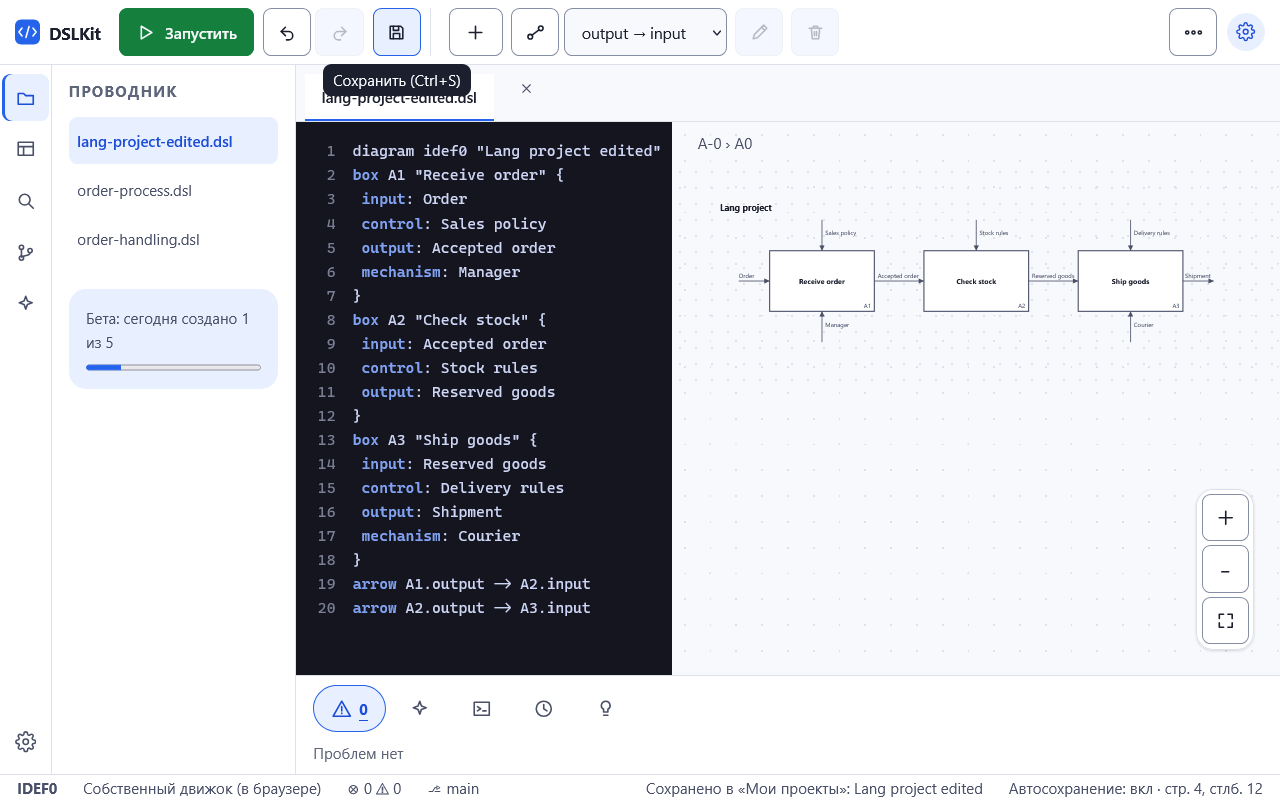 DSLKit
Запустить
output → input
Сохранить (Ctrl+S)
ПРОВОДНИК
lang-project-edited.dsl
order-process.dsl
order-handling.dsl
Бета: сегодня создано 1
из 5
lang-project-edited.dsl
1 diagram idef0 "Lang project edited"
2 box A1 "Receive order" {
3 input: Order
4 control: Sales policy
5 output: Accepted order
6 mechanism: Manager
7 }
8 box A2 "Check stock" {
9 input: Accepted order
10 control: Stock rules
11 output: Reserved goods
12 }
13 box A3 "Ship goods" {
14 input: Reserved goods
15 control: Delivery rules
16 output: Shipment
17 mechanism: Courier
18 }
19 arrow A1.output → A2.input
20 arrow A2.output → A3.input
A-0 › A0
Lang project
Sales policy
Stock rules
Delivery rules
Order
Receive order
A1
Accepted order
Check stock
A2
Reserved goods
Ship goods
A3
Shipment
Manager
Courier
0
Проблем нет
IDEF0
Собственный движок (в браузере)
⊗ 0 ⚠ 0
main
Сохранено в «Мои проекты»: Lang project edited
Автосохранение: вкл · стр. 4, стлб. 12